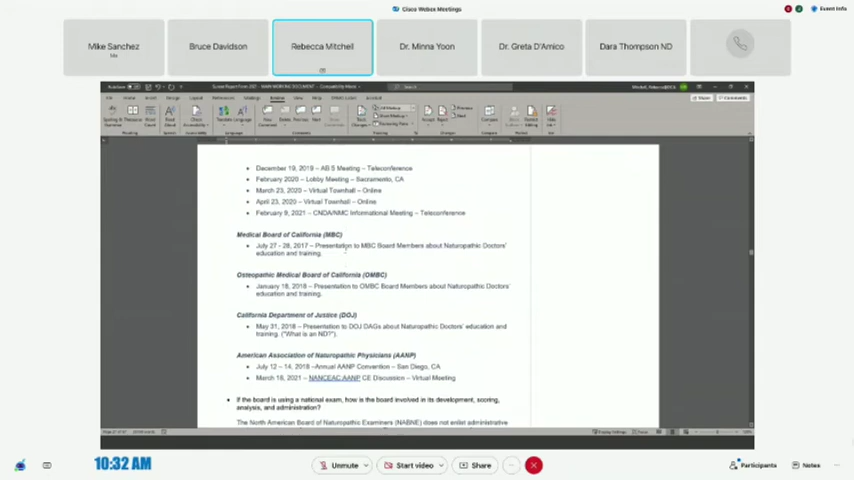 Cisco Webex Meetings
Event Info
Mike Sanchez
Me
Bruce Davidson
Rebecca Mitchell
Dr. Minna Yoon
Dr. Greta D'Amico
Dara Thompson ND
Search
Share
Comments
• December 19, 2019 – AB 5 Meeting – Teleconference
• February 2020 – Lobby Meeting – Sacramento, CA
• March 23, 2020 – Virtual Townhall – Online
• April 23, 2020 – Virtual Townhall – Online
• February 9, 2021 – CNDA/NMC Informational Meeting – Teleconference
Medical Board of California (MBC)
• July 27 - 28, 2017 – Presentation to MBC Board Members about Naturopathic Doctors'
education and training.
Osteopathic Medical Board of California (OMBC)
• January 18, 2018 – Presentation to OMBC Board Members about Naturopathic Doctors'
education and training.
California Department of Justice (DOJ)
• May 31, 2018 – Presentation to DOJ DAGs about Naturopathic Doctors' education and
training. ("What is an ND?").
American Association of Naturopathic Physicians (AANP)
• July 12 – 14, 2018 –Annual AANP Convention – San Diego, CA
• March 18, 2021 – NANCEAC:AANP CE Discussion – Virtual Meeting
• If the board is using a national exam, how is the board involved in its development, scoring,
analysis, and administration?
The North American Board of Naturopathic Examiners (NABNE) does not enlist administrative
10:32 AM
Unmute
Start video
Share
Participants
Notes